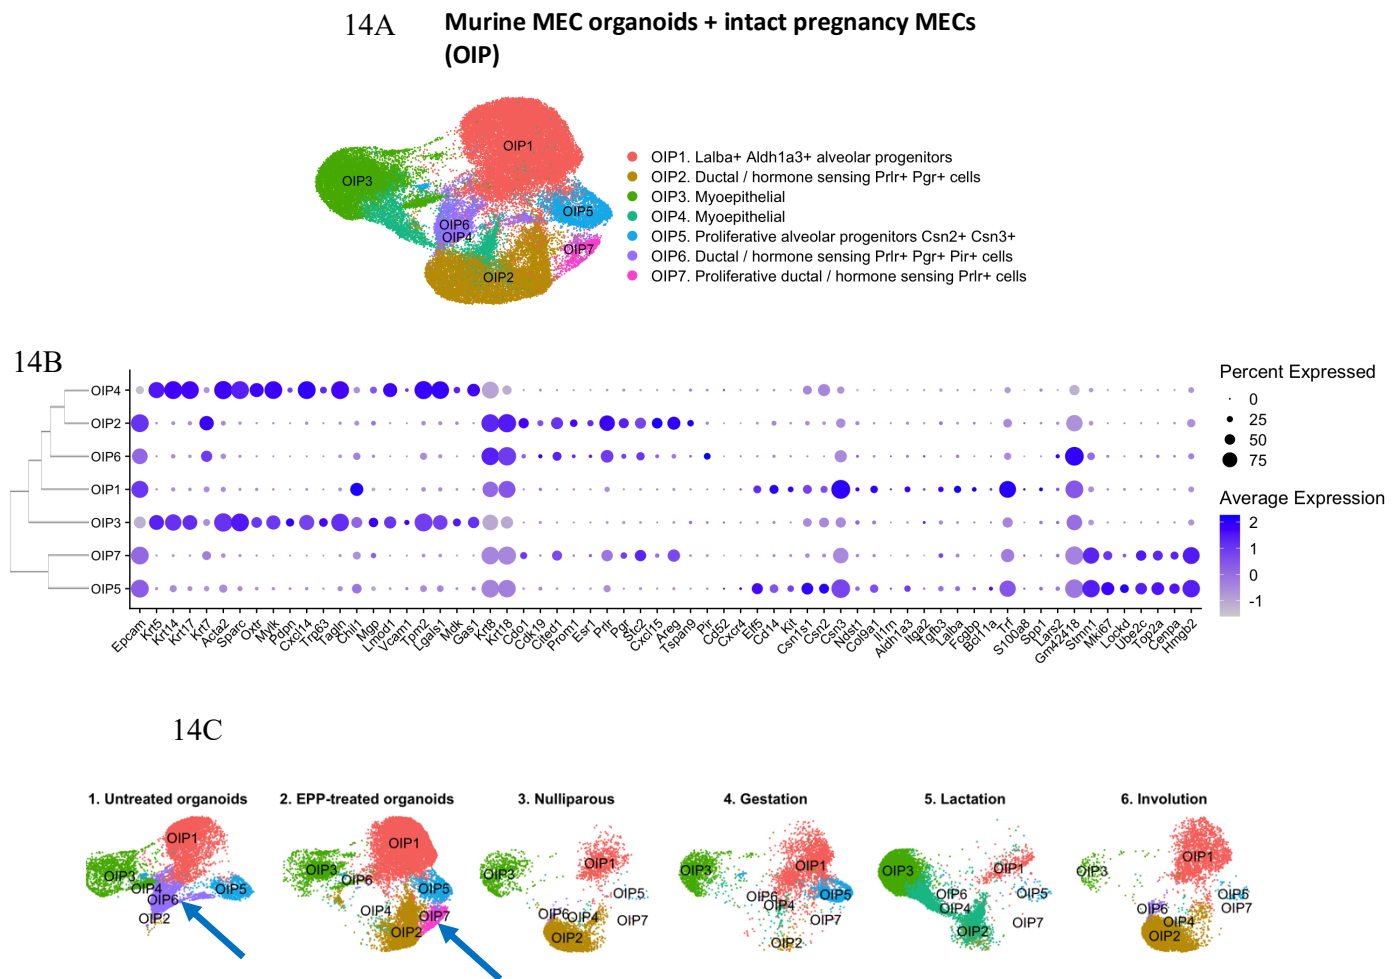 14A
Murine MEC organoids + intact pregnancy MECs
(OIP)
OIP1
OIP3
OIP5
OIP6
OIP4
OIP7
OIP2
OIP1. Lalba+ Aldh1a3+ alveolar progenitors
OIP2. Ductal / hormone sensing Prlr+ Pgr+ cells
OIP3. Myoepithelial
OIP4. Myoepithelial
OIP5. Proliferative alveolar progenitors Csn2+ Csn3+
OIP6. Ductal / hormone sensing Prlr+ Pgr+ Pir+ cells
OIP7. Proliferative ductal / hormone sensing Prlr+ cells
14B
OIP4
OIP2
OIP6
OIP1
OIP3
OIP7
OIP5
Epcam
Krt5
Krt14
Krt17
Krt7
Acta2
Sparc
Oxtr
Mylk
Pdpn
Cxcl14
Trp63
Tagln
Chil1
Mgp
Lmod1
Vcam1
Tpm2
Lgals1
Mdk
Gas1
Krt8
Krt18
Cdo1
Cdk19
Cited1
Prom1
Esr1
Prlr
Pgr
Stc2
Cxcl15
Areg
Tspan9
Pir
Cd52
Cxcr4
Elf5
Cd14
Kit
Csn1s1
Csn2
Csn3
Ndst1
Col9a1
Il1rn
Aldh1a3
Itga2
Itgb3
Lalba
Fcgbp
Bcl11a
Trf
S100a8
Spp1
Lars2
Gm42418
Stmn1
Mki67
Lockd
Ube2c
Top2a
Cenpa
Hmgb2
Percent Expressed
0
25
50
75
Average Expression
2
1
0
-1
14C
1. Untreated organoids
OIP1
OIP3
OIP4
OIP5
OIP6
OIP2
2. EPP-treated organoids
OIP1
OIP3
OIP6
OIP5
OIP4
OIP7
OIP2
3. Nulliparous
OIP1
OIP3
OIP5
OIP6
OIP4
OIP7
OIP2
4. Gestation
OIP1
OIP3
OIP5
OIP6
OIP4
OIP7
OIP2
5. Lactation
OIP1
OIP3
OIP5
OIP6
OIP4
OIP7
OIP2
6. Involution
OIP1
OIP3
OIP5
OIP6
OIP7
OIP4
OIP2